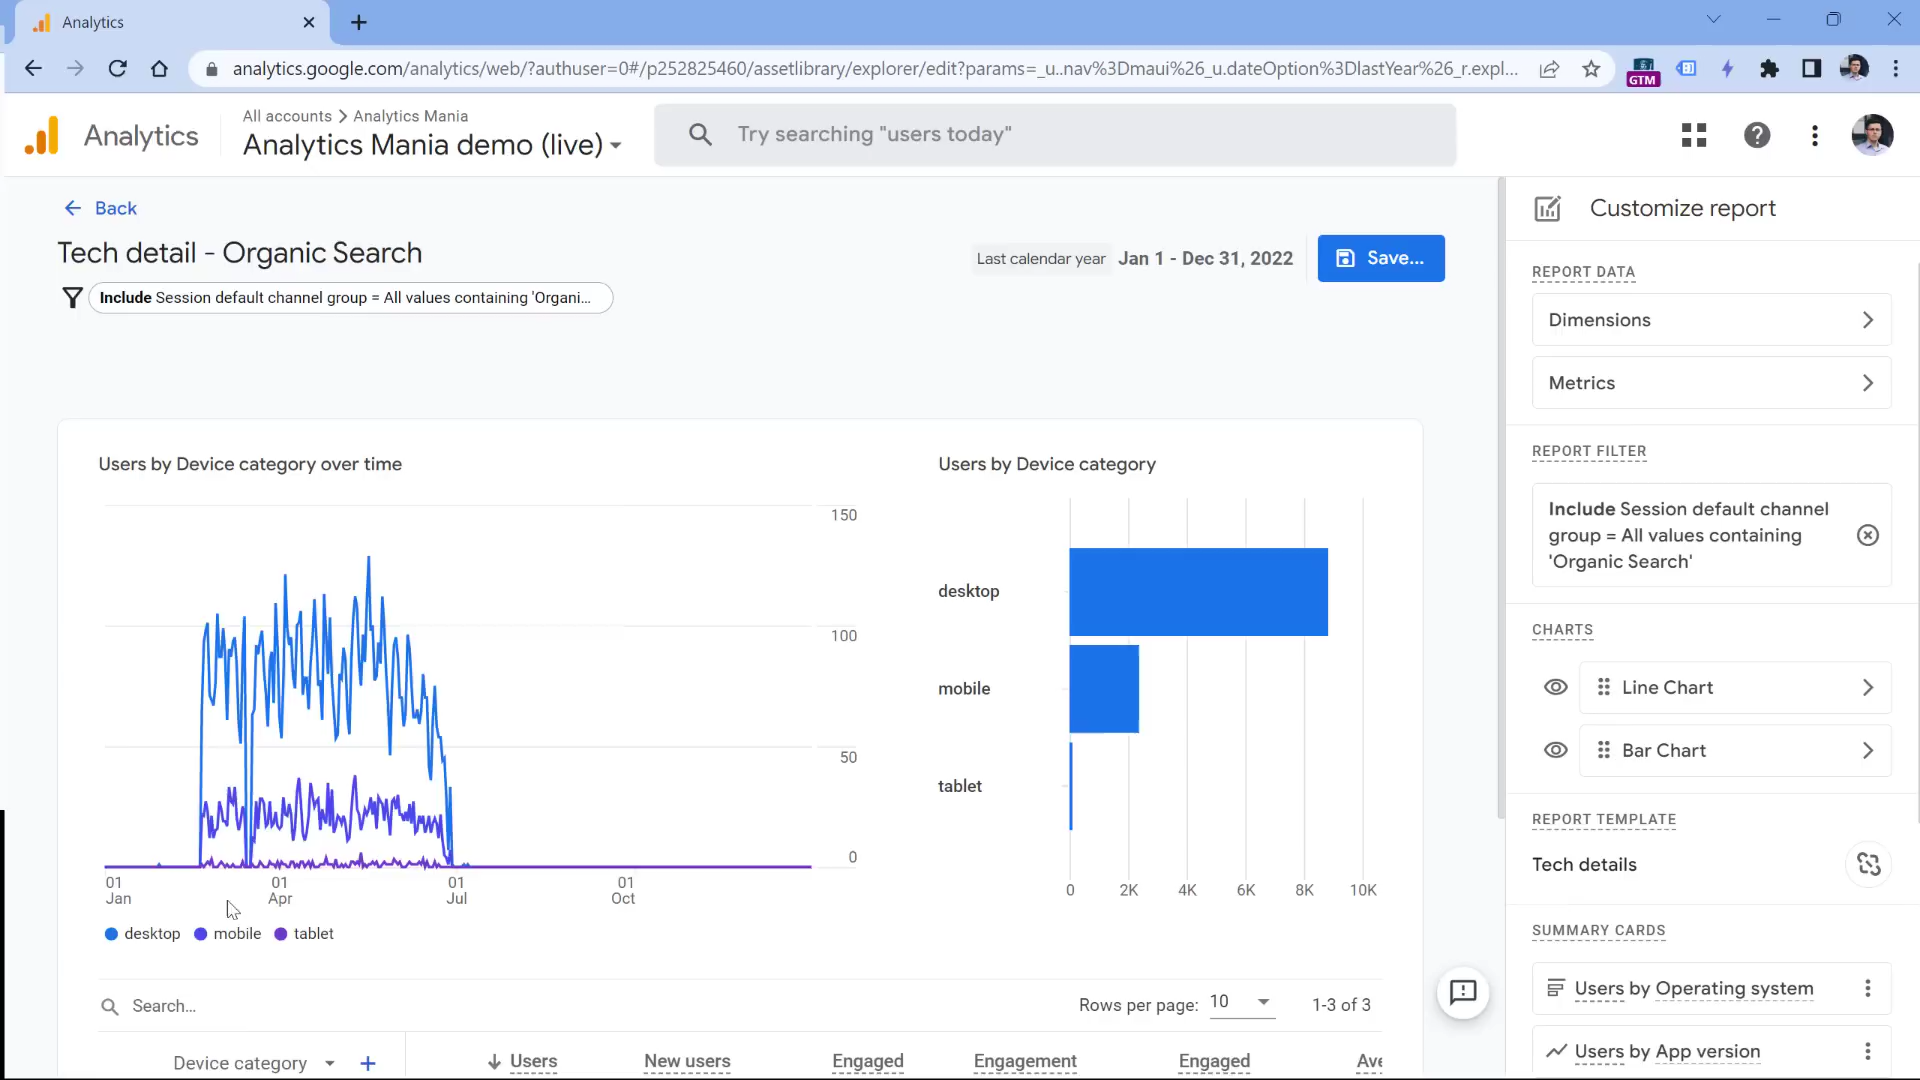 Analytics
analytics.google.com/analytics/web/?authuser=0#/p252825460/assetlibrary/explorer/edit?params=_u..nav%3Dmaui%26_u.dateOption%3DlastYear%26_r.expl...
GTM
Analytics
All accounts > Analytics Mania
Analytics Mania demo (live)
Try searching "users today"
Back
Tech detail - Organic Search
Last calendar year Jan 1 - Dec 31, 2022
Save...
Include Session default channel group = All values containing 'Organi...
Users by Device category over time
150
100
50
0
01 Jan
01 Apr
01 Jul
01 Oct
desktop mobile tablet
Users by Device category
desktop
mobile
tablet
0 2K 4K 6K 8K 10K
Search...
Rows per page: 10 1-3 of 3
Device category + Users New users Engaged Engagement Engaged Ave
Customize report
REPORT DATA
Dimensions
Metrics
REPORT FILTER
Include Session default channel
group = All values containing
'Organic Search'
CHARTS
Line Chart
Bar Chart
REPORT TEMPLATE
Tech details
SUMMARY CARDS
Users by Operating system
Users by App version